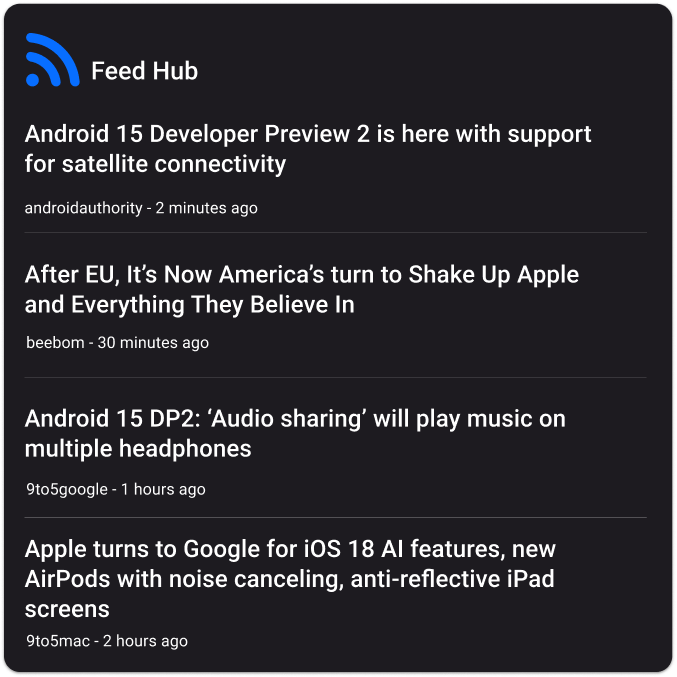 Feed Hub
Android 15 Developer Preview 2 is here with support
for satellite connectivity
androidauthority - 2 minutes ago
After EU, It’s Now America’s turn to Shake Up Apple
and Everything They Believe In
beebom - 30 minutes ago
Android 15 DP2: ‘Audio sharing’ will play music on
multiple headphones
9to5google - 1 hours ago
Apple turns to Google for iOS 18 AI features, new
AirPods with noise canceling, anti-reflective iPad
screens
9to5mac - 2 hours ago